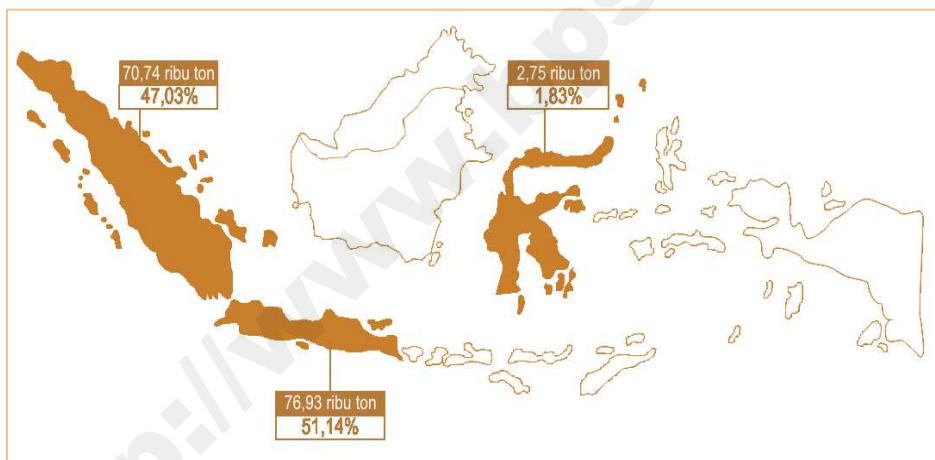 70,74 ribu ton
47,03%
2,75 ribu ton
1,83%
76,93 ribu ton
51,14%